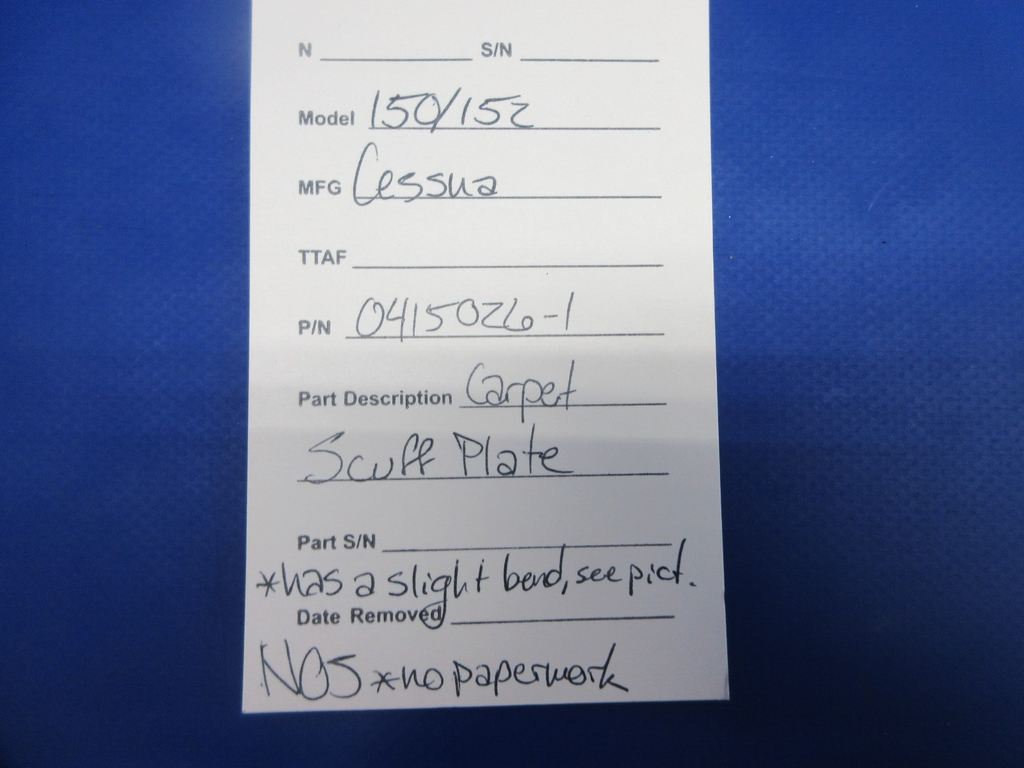 N S/N
Model 150/152
MFG Cessna
TTAF
P/N 0415026-1
Part Description Carpet
Scuff Plate
Part S/N
*has a slight bend, see pict.
Date Removed
NOS *no paperwork